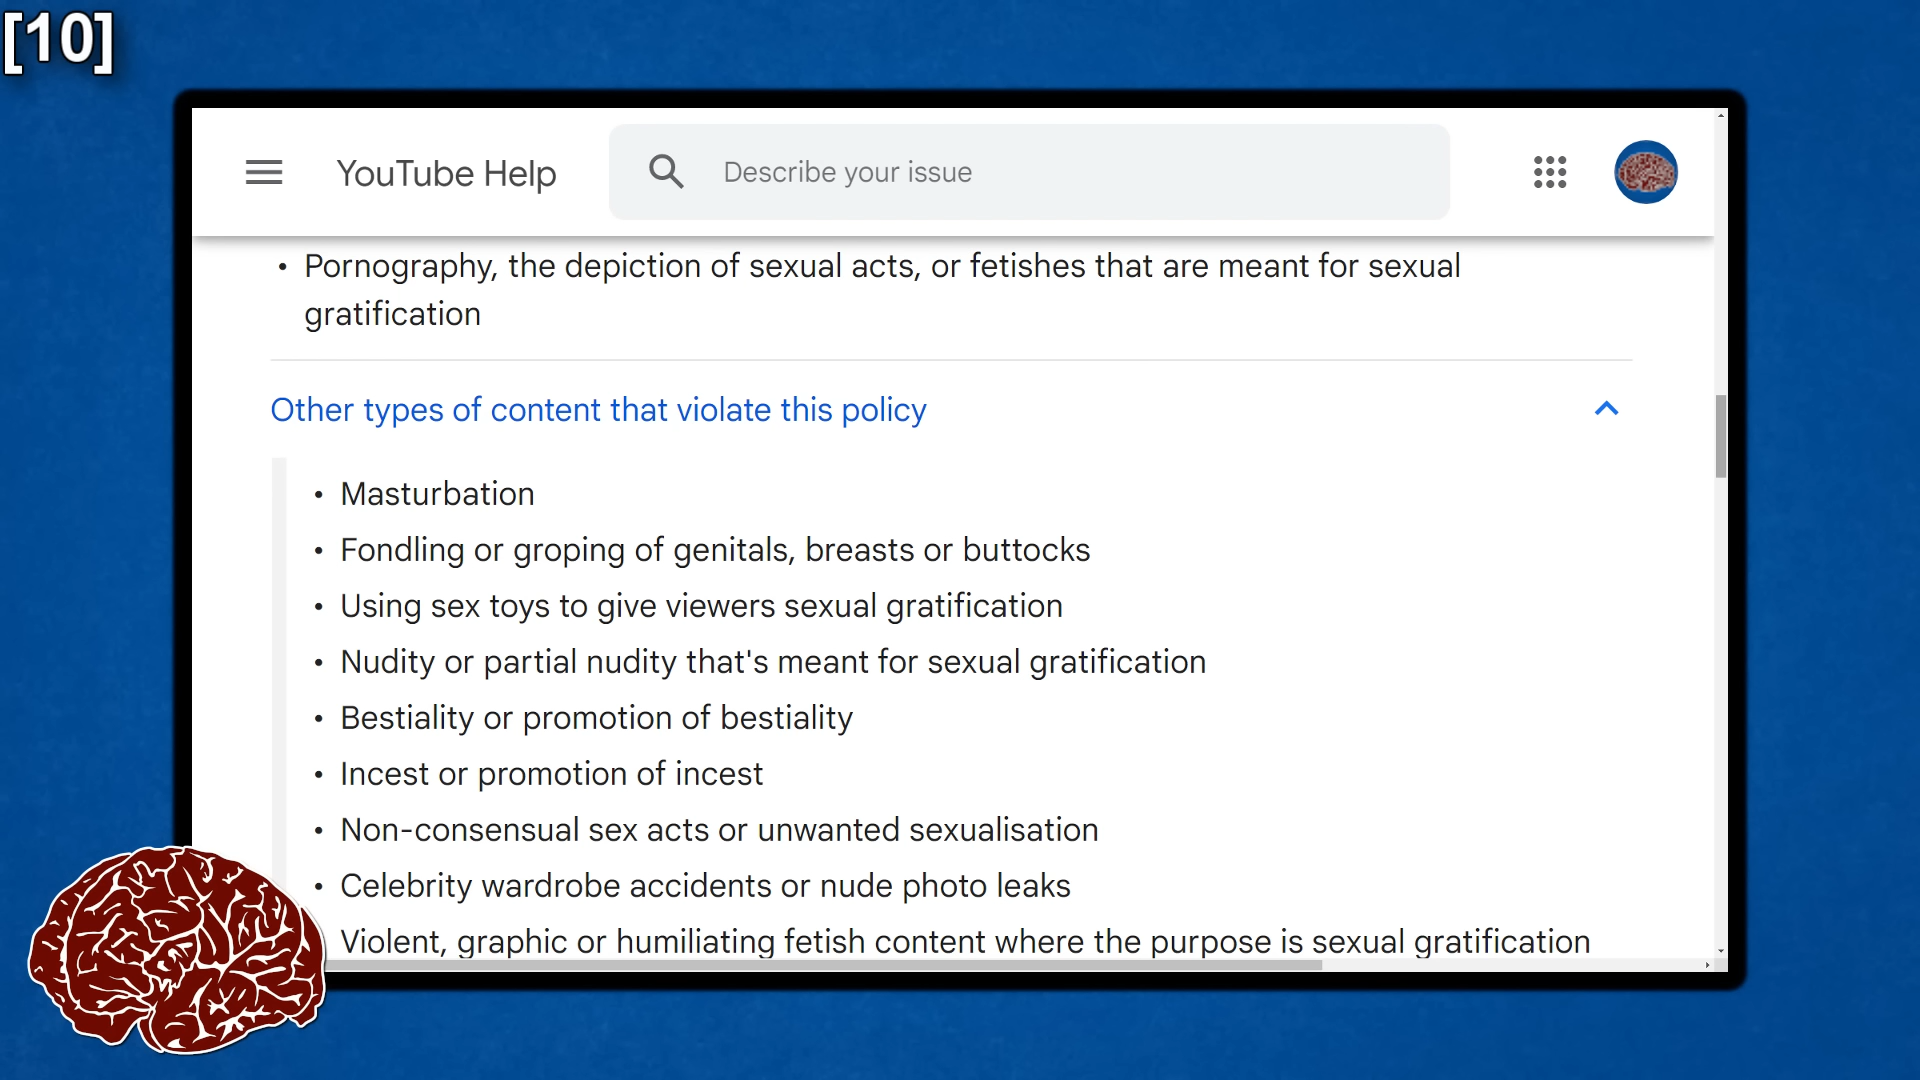 [10]
YouTube Help
Describe your issue
• Pornography, the depiction of sexual acts, or fetishes that are meant for sexual
gratification
Other types of content that violate this policy
• Masturbation
• Fondling or groping of genitals, breasts or buttocks
• Using sex toys to give viewers sexual gratification
• Nudity or partial nudity that's meant for sexual gratification
• Bestiality or promotion of bestiality
• Incest or promotion of incest
• Non-consensual sex acts or unwanted sexualisation
• Celebrity wardrobe accidents or nude photo leaks
Violent, graphic or humiliating fetish content where the purpose is sexual gratification